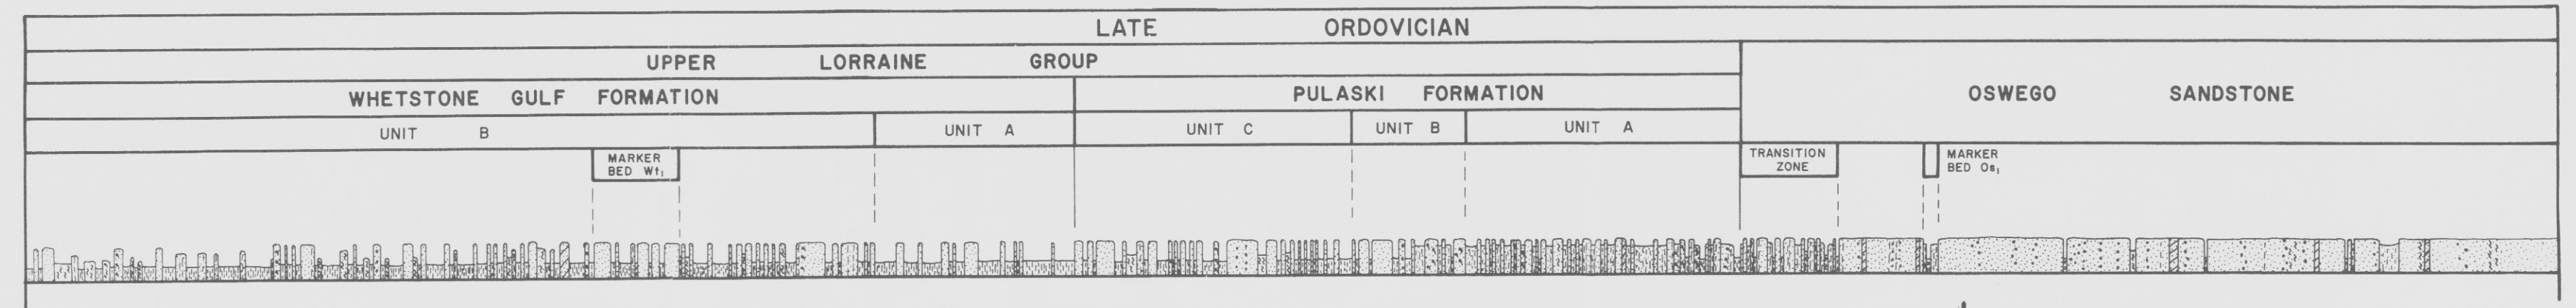 LATE ORDOVICIAN
UPPER LORRAINE GROUP
WHETSTONE GULF FORMATION
PULASKI FORMATION
OSWEGO SANDSTONE
UNIT B
UNIT A
UNIT C
UNIT B
UNIT A
MARKER
BED Wf₁
TRANSITION
ZONE
MARKER
BED Os₁